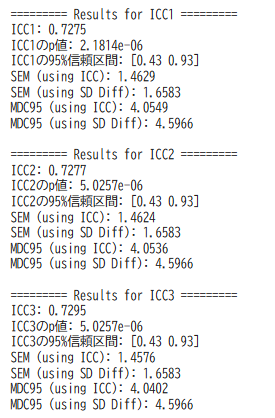 ========= Results for ICC1 =========
ICC1: 0.7275
ICC1のp値: 2.1814e-06
ICC1の95%信頼区間: [0.43 0.93]
SEM (using ICC): 1.4629
SEM (using SD Diff): 1.6583
MDC95 (using ICC): 4.0549
MDC95 (using SD Diff): 4.5966
========= Results for ICC2 =========
ICC2: 0.7277
ICC2のp値: 5.0257e-06
ICC2の95%信頼区間: [0.43 0.93]
SEM (using ICC): 1.4624
SEM (using SD Diff): 1.6583
MDC95 (using ICC): 4.0536
MDC95 (using SD Diff): 4.5966
========= Results for ICC3 =========
ICC3: 0.7295
ICC3のp値: 5.0257e-06
ICC3の95%信頼区間: [0.43 0.93]
SEM (using ICC): 1.4576
SEM (using SD Diff): 1.6583
MDC95 (using ICC): 4.0402
MDC95 (using SD Diff): 4.5966